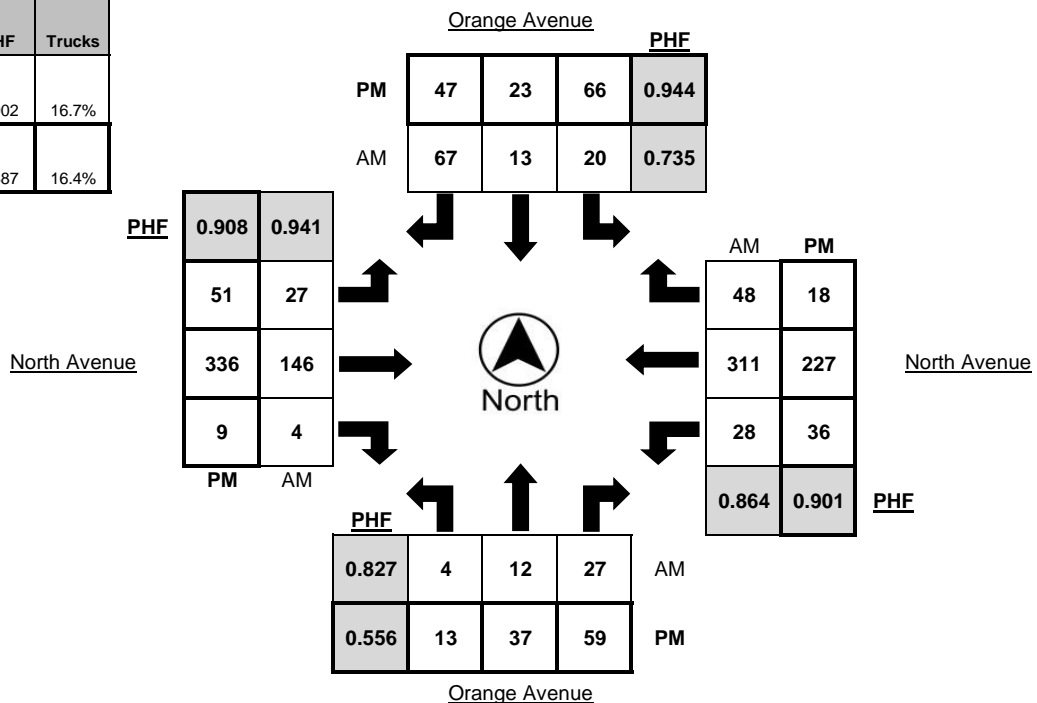 Orange Avenue
Trucks
PHF
PM 47 23 66 0.944
16.7%
AM 67 13 20 0.735
16.4%
PHF 0.908 0.941
AM PM
51 27
48 18
North Avenue 336 146
North
311 227 North Avenue
9 4
28 36
PM AM
0.864 0.901 PHF
PHF
0.827 4 12 27 AM
0.556 13 37 59 PM
Orange Avenue